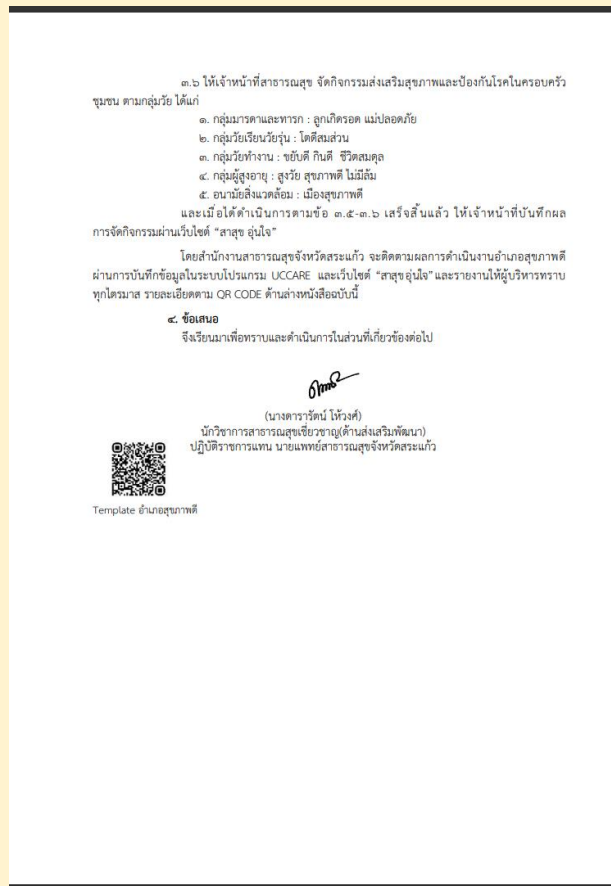 ๓.๖ ให้เจ้าหน้าที่สาธารณสุข จัดกิจกรรมส่งเสริมสุขภาพและป้องกันโรคในครอบครัว
ชุมชน ตามกลุ่มวัย ได้แก่
๑. กลุ่มมารดาและทารก : ลูกเกิดรอด แม่ปลอดภัย
๒. กลุ่มวัยเรียนวัยรุ่น : โตดีสมส่วน
๓. กลุ่มวัยทำงาน : ขยับดี กินดี ชีวิตสมดุล
๔. กลุ่มผู้สูงอายุ : สูงวัย สุขภาพดี ไม่มีล้ม
๕. อนามัยสิ่งแวดล้อม : เมืองสุขภาพดี
และเมื่อได้ดำเนินการตามข้อ ๓.๕-๓.๖ เสร็จสิ้นแล้ว ให้เจ้าหน้าที่บันทึกผล
การจัดกิจกรรมผ่านเว็บไซต์ “สาสุข อุ่นใจ”
โดยสำนักงานสาธารณสุขจังหวัดสระแก้ว จะติดตามผลการดำเนินงานอำเภอสุขภาพดี
ผ่านการบันทึกข้อมูลในระบบโปรแกรม UCCARE และเว็บไซต์ “สาสุขอุ่นใจ” และรายงานให้ผู้บริหารทราบ
ทุกไตรมาส รายละเอียดตาม QR CODE ด้านล่างหนังสือฉบับนี้
๔. ข้อเสนอ
จึงเรียนมาเพื่อทราบและดำเนินการในส่วนที่เกี่ยวข้องต่อไป
(นางดารารัตน์ โห้วงศ์)
นักวิชาการสาธารณสุขเชี่ยวชาญ(ด้านส่งเสริมพัฒนา)
ปฏิบัติราชการแทน นายแพทย์สาธารณสุขจังหวัดสระแก้ว
Template อำเภอสุขภาพดี